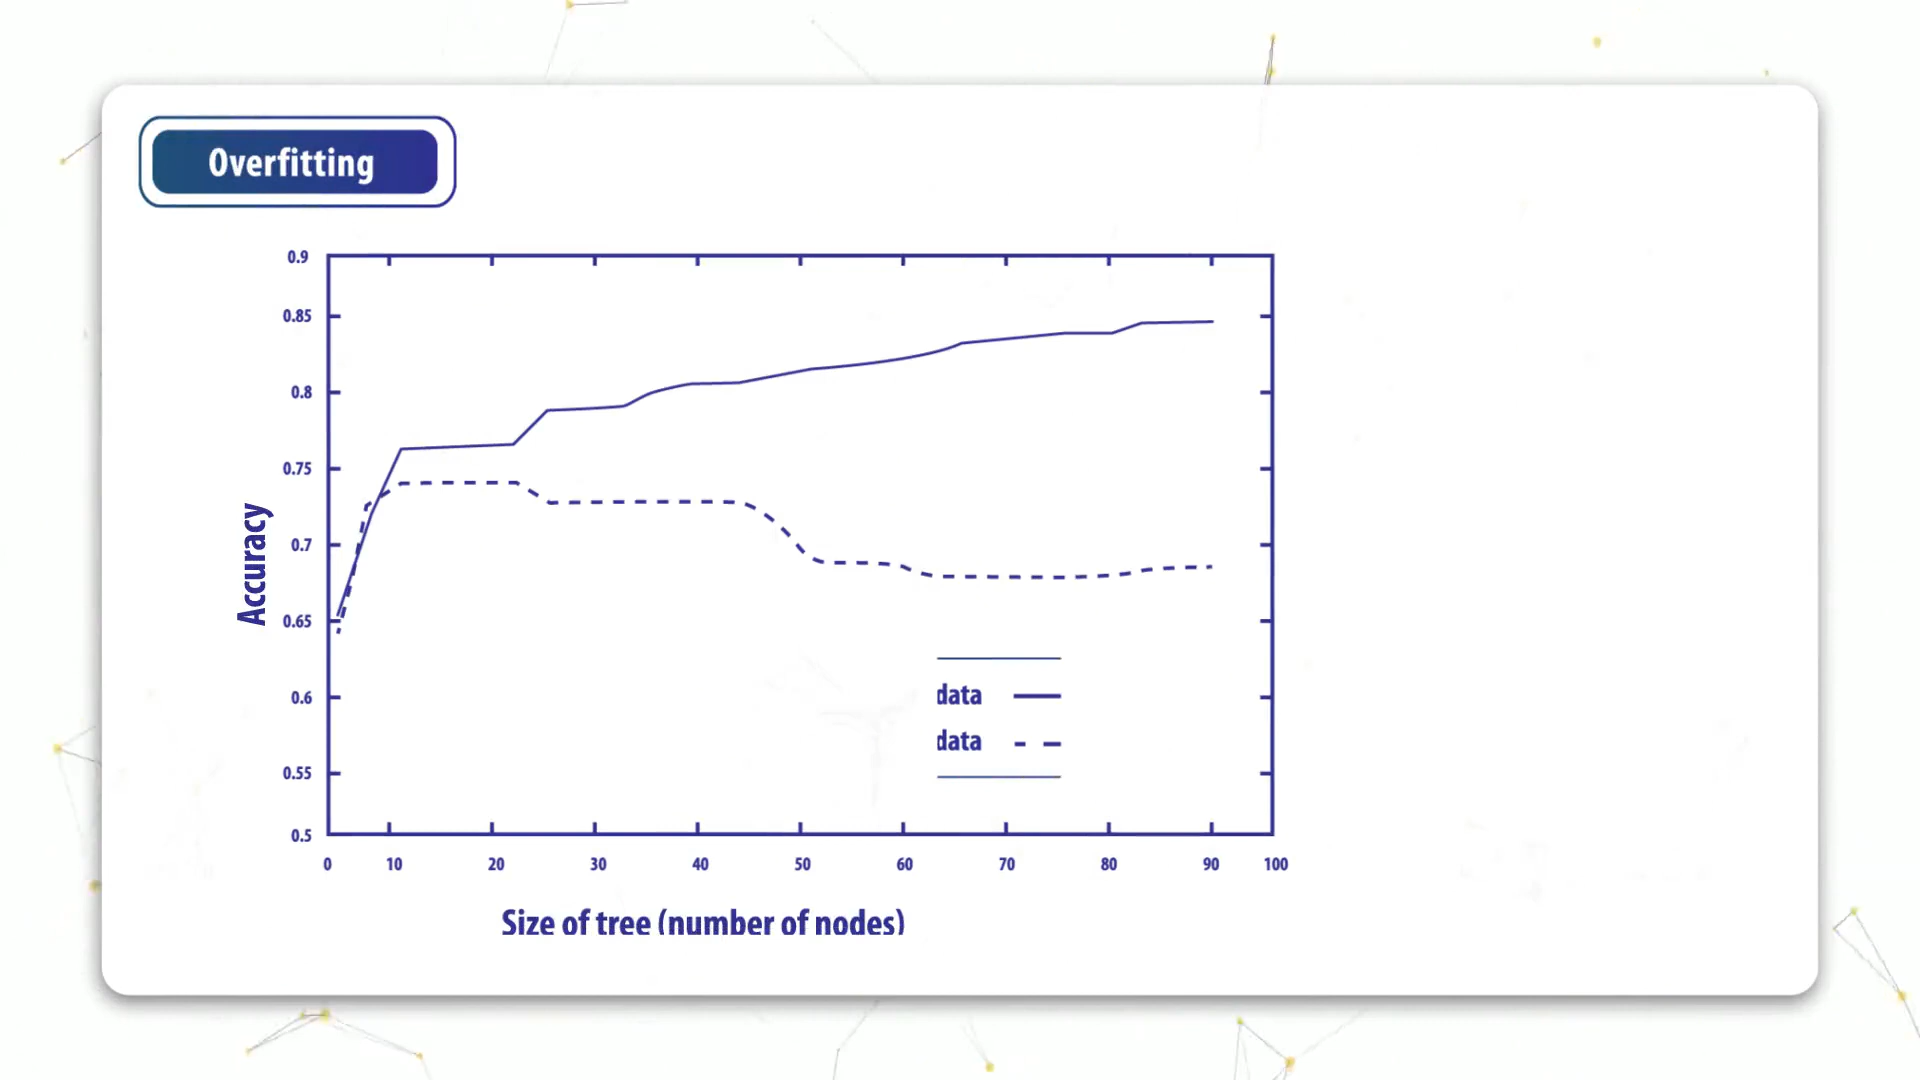 Overfitting
0.9
0.85
0.8
0.75
0.7
0.65
0.6
0.55
0.5
Accuracy
data
data
0 10 20 30 40 50 60 70 80 90 100
Size of tree (number of nodes)